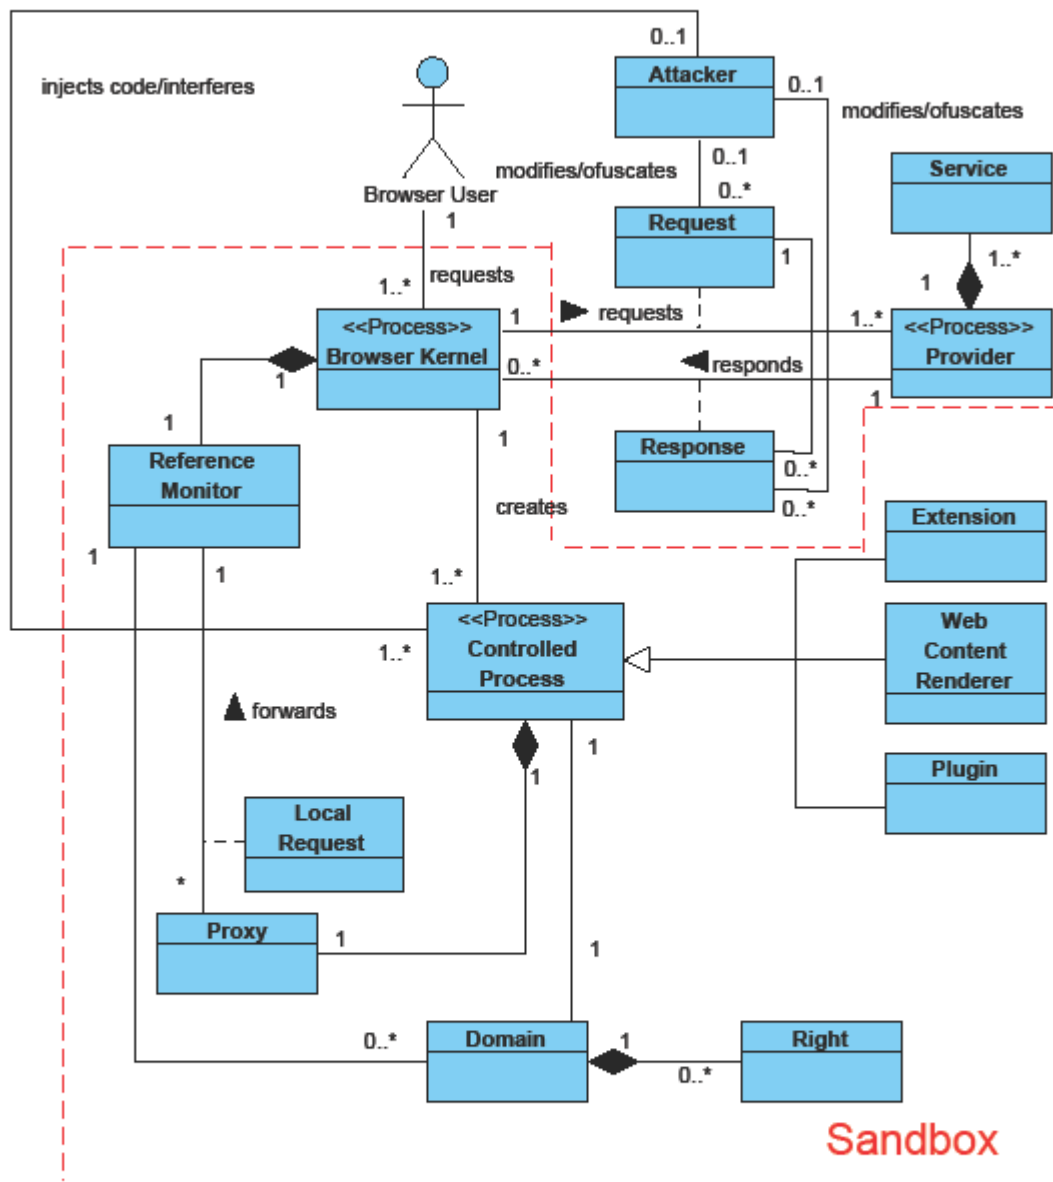 0..1
Attacker
injects code/interferes
0..1
modifies/ofuscates
0..1
modifies/ofuscates
Service
Browser User
0..*
1
Request
1
1..*
requests
1
1..*
<<Process>>
Browser Kernel
1
requests
1..*
<<Process>>
Provider
0..*
responds
1
1
1
1
Response
Reference
Monitor
0..*
creates
0..*
Extension
1
1
1..*
<<Process>>
Controlled
Process
1..*
Web
Content
Renderer
forwards
1
1
Plugin
Local
Request
*
Proxy
1
1
0..*
Domain
1
0..*
Right
Sandbox